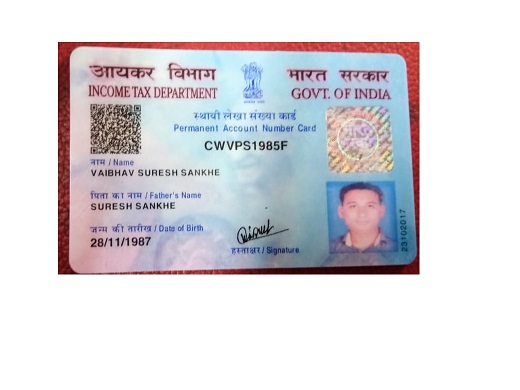 आयकर विभाग
INCOME TAX DEPARTMENT
भारत सरकार
GOVT. OF INDIA
स्थायी लेखा संख्या कार्ड
Permanent Account Number Card
CWVPS1985F
नाम / Name
VAIBHAV SURESH SANKHE
पिता का नाम / Father's Name
SURESH SANKHE
जन्म की तारीख / Date of Birth
28/11/1987
हस्ताक्षर / Signature
23102017